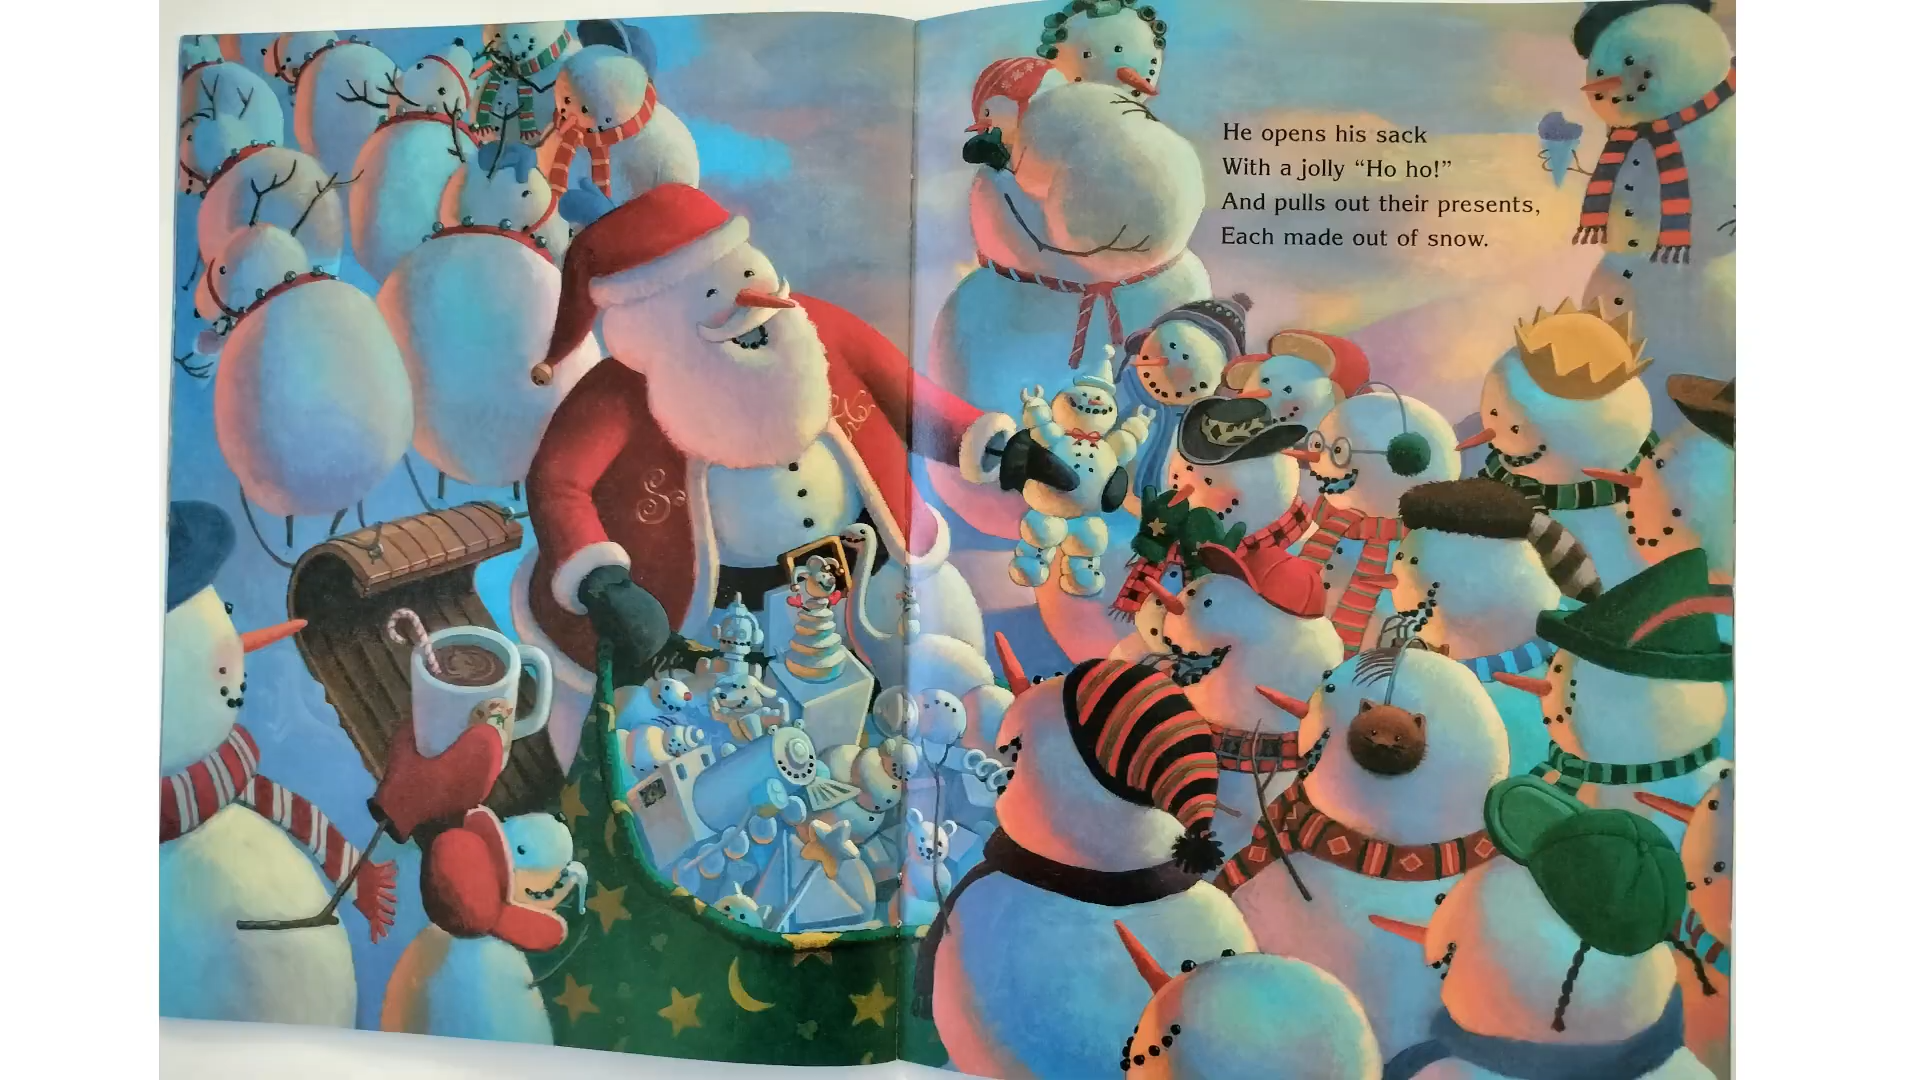 He opens his sack
With a jolly “Ho ho!”
And pulls out their presents,
Each made out of snow.